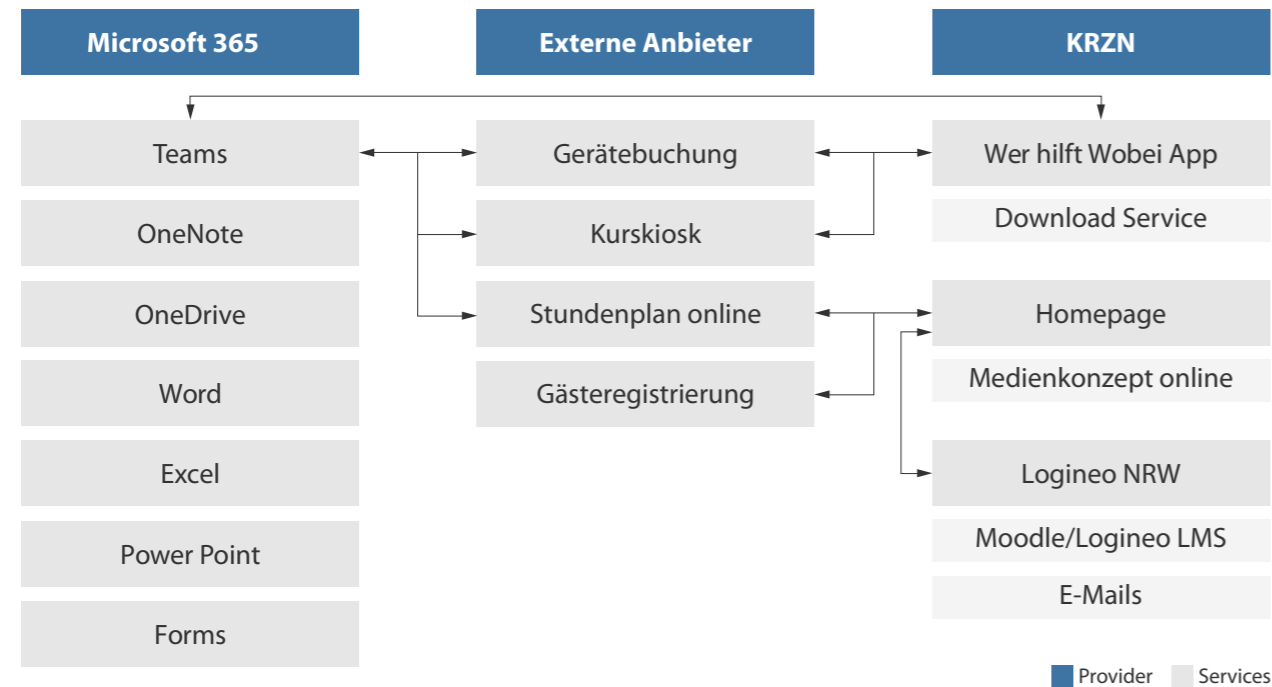 Microsoft 365
Externe Anbieter
KRZN
Teams
Gerätebuchung
Wer hilft Wobei App
OneNote
Kurskiosk
Download Service
OneDrive
Stundenplan online
Homepage
Word
Gästeregistrierung
Medienkonzept online
Excel
Logineo NRW
Power Point
Moodle/Logineo LMS
E-Mails
Forms
Provider
Services